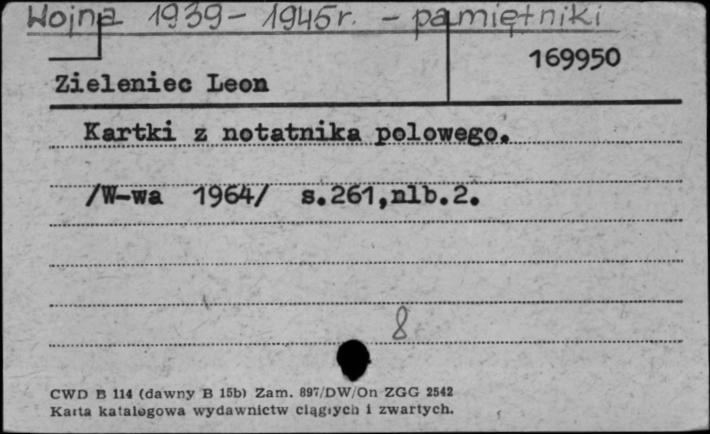 Wojna 1939-1945r. - pamiętniki
169950
Zieleniec Leon
Kartki z notatnika polowego.
/W-wa 1964/ s.261,nlb.2.
8
CWD B 114 (dawny B 15b) Zam. 897/DW/On ZGG 2542
Karta katalogowa wydawnictw ciągłych i zwartych.